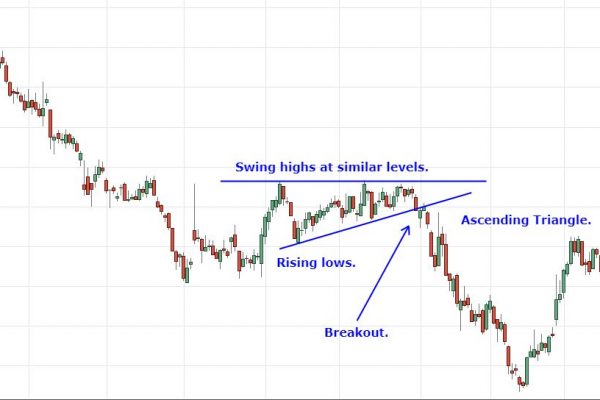 Swing highs at similar levels.
Ascending Triangle.
Rising lows.
Breakout.